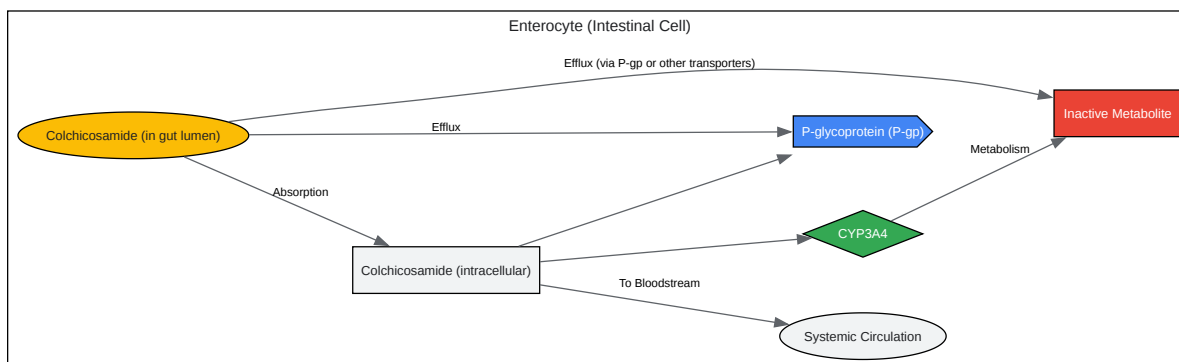 Enterocyte (Intestinal Cell)
Efflux (via P-gp or other transporters)
Colchicosamide (in gut lumen)
Efflux
P-glycoprotein (P-gp)
Inactive Metabolite
Metabolism
Absorption
CYP3A4
Colchicosamide (intracellular)
To Bloodstream
Systemic Circulation